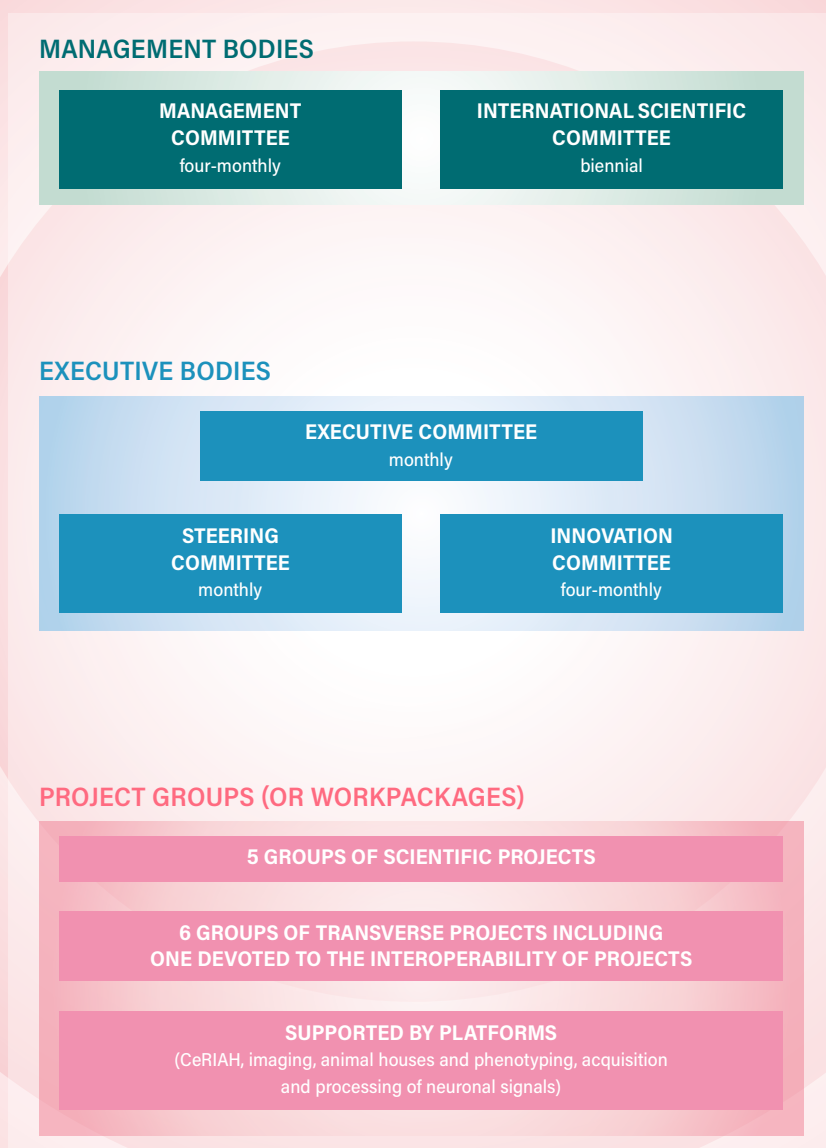 MANAGEMENT BODIES
MANAGEMENT
COMMITTEE
four-monthly
INTERNATIONAL SCIENTIFIC
COMMITTEE
biennial
EXECUTIVE BODIES
EXECUTIVE COMMITTEE
monthly
STEERING
COMMITTEE
monthly
INNOVATION
COMMITTEE
four-monthly
PROJECT GROUPS (OR WORKPACKAGES)
5 GROUPS OF SCIENTIFIC PROJECTS
6 GROUPS OF TRANSVERSE PROJECTS INCLUDING
ONE DEVOTED TO THE INTEROPERABILITY OF PROJECTS
SUPPORTED BY PLATFORMS
(CeRIAH, imaging, animal houses and phenotyping, acquisition
and processing of neuronal signals)